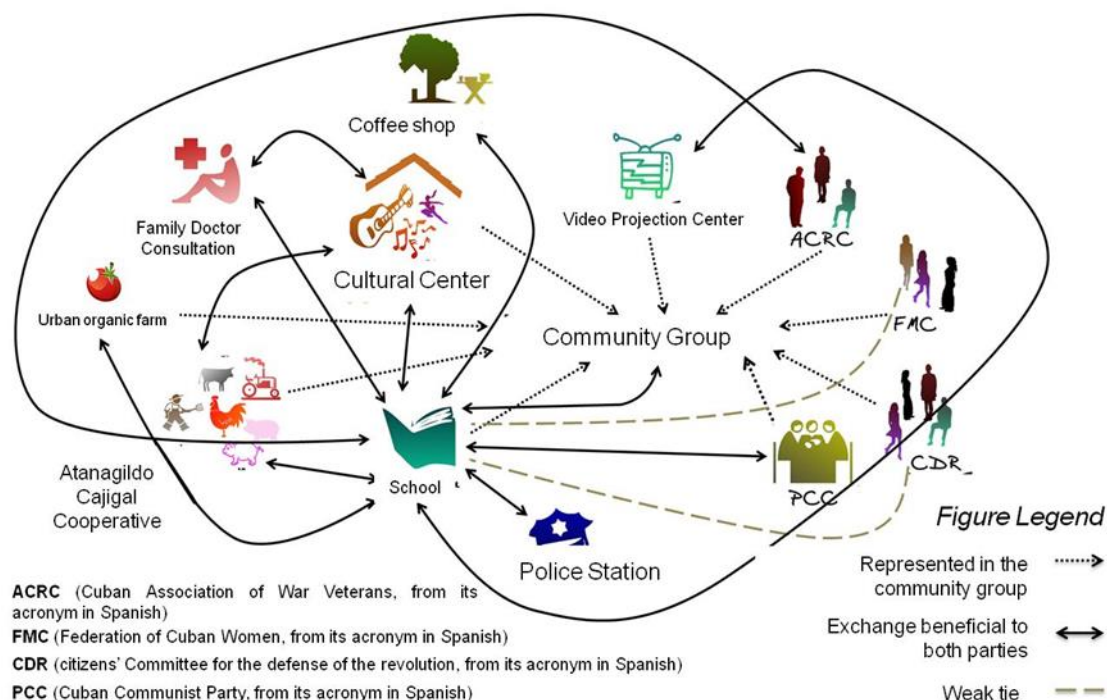 Coffee shop
Family Doctor
Consultation
Cultural Center
Video Projection Center
ACRC
FMC
Urban organic farm
Community Group
Atanagildo
Cajigal
Cooperative
School
PCC
CDR_
Police Station
Figure Legend
Represented in the
community group
Exchange beneficial to
both parties
Weak tie
ACRC (Cuban Association of War Veterans, from its
acronym in Spanish)
FMC (Federation of Cuban Women, from its acronym in Spanish)
CDR (citizens' Committee for the defense of the revolution, from its acronym in Spanish)
PCC (Cuban Communist Party, from its acronym in Spanish)